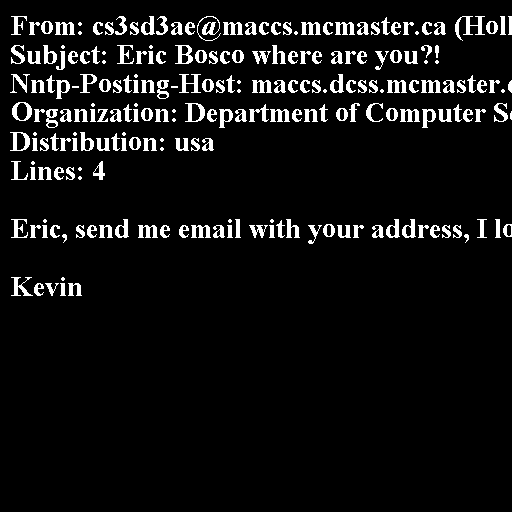 From: cs3sd3ae@maccs.mcmaster.ca (Holl
Subject: Eric Bosco where are you?!
Nntp-Posting-Host: maccs.dcss.mcmaster.c
Organization: Department of Computer Sc
Distribution: usa
Lines: 4

Eric, send me email with your address, I lo

Kevin